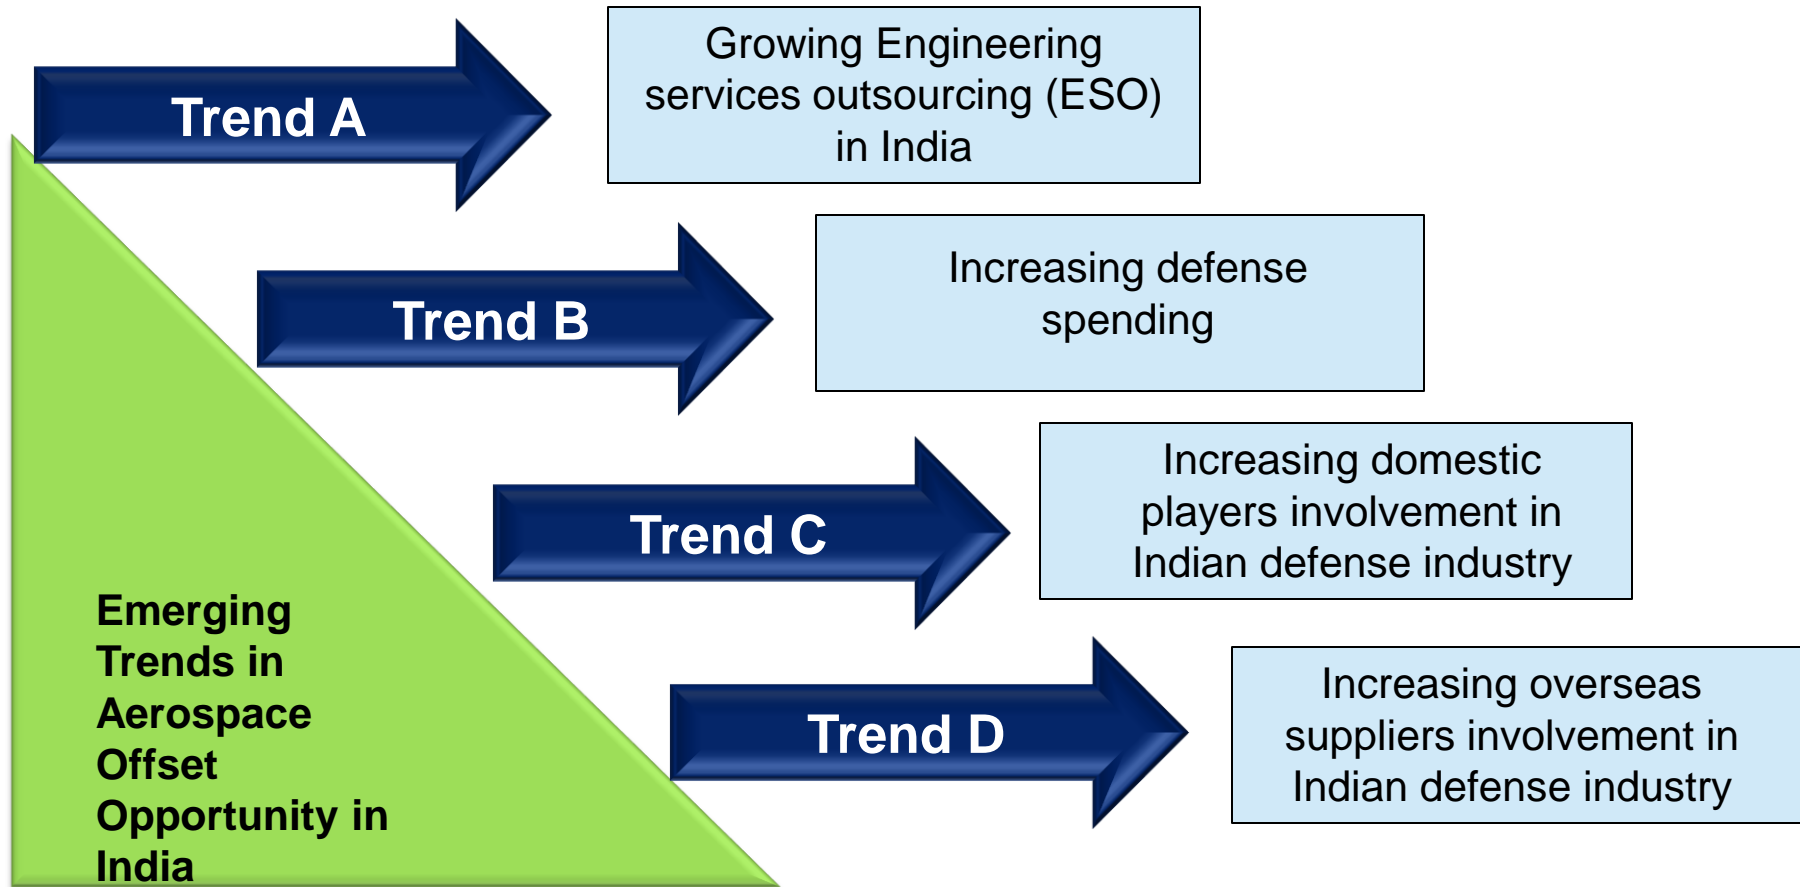 Trend A
Growing Engineering
services outsourcing (ESO)
in India
Trend B
Increasing defense
spending
Trend C
Increasing domestic
players involvement in
Indian defense industry
Trend D
Increasing overseas
suppliers involvement in
Indian defense industry
Emerging
Trends in
Aerospace
Offset
Opportunity in
India